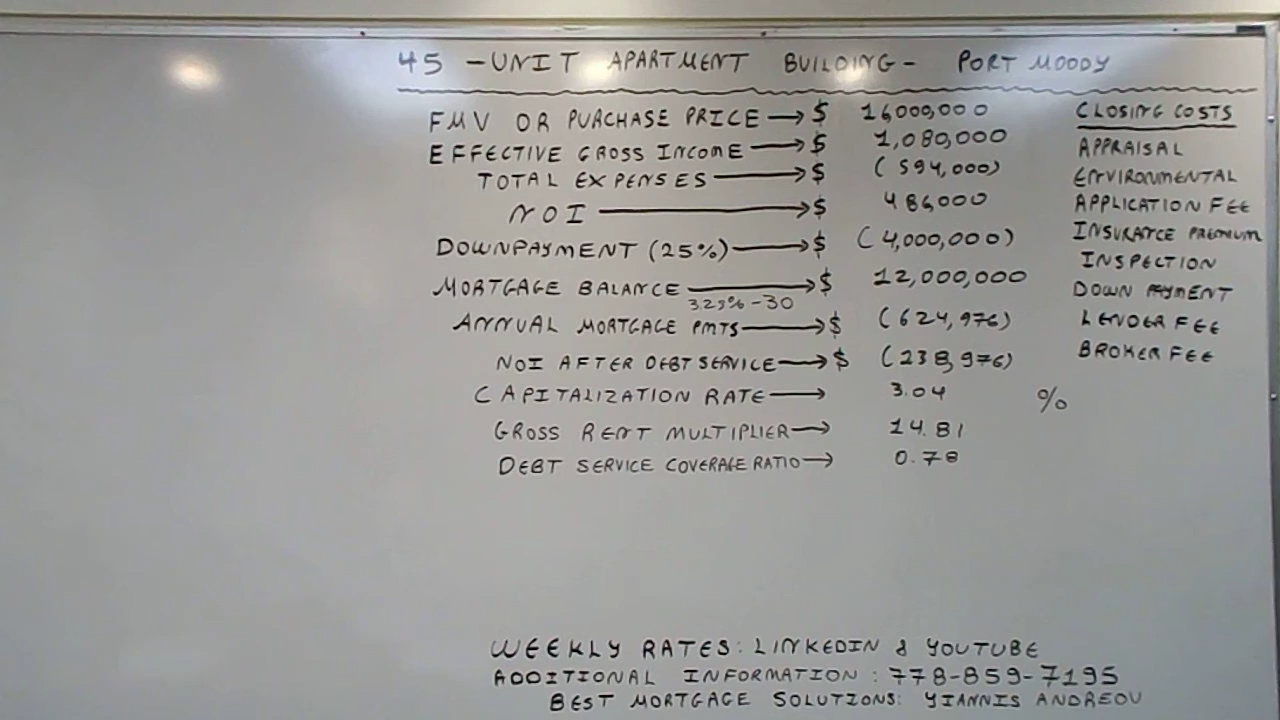 45 - UNIT APARTMENT BUILDING - PORT MOODY
FMV OR PURCHASE PRICE → $ 16,000,000
EFFECTIVE GROSS INCOME → $ 1,080,000
TOTAL EXPENSES → $ (594,000)
NOI → $ 486,000
DOWNPAYMENT (25%) → $ (4,000,000)
MORTGAGE BALANCE → $ 12,000,000
3.25% - 30
ANNUAL MORTGAGE PMTS → $ (624,976)
NOI AFTER DEBT SERVICE → $ (238,976)
CAPITALIZATION RATE → 3.04 %
GROSS RENT MULTIPLIER → 14.81
DEBT SERVICE COVERAGE RATIO → 0.78
CLOSING COSTS
APPRAISAL
ENVIRONMENTAL
APPLICATION FEE
INSURANCE PREMIUM
INSPECTION
DOWN PAYMENT
LENDER FEE
BROKER FEE
WEEKLY RATES: LINKEDIN & YOUTUBE
ADDITIONAL INFORMATION : 778-859-7195
BEST MORTGAGE SOLUTIONS: YIANNIS ANDREOU